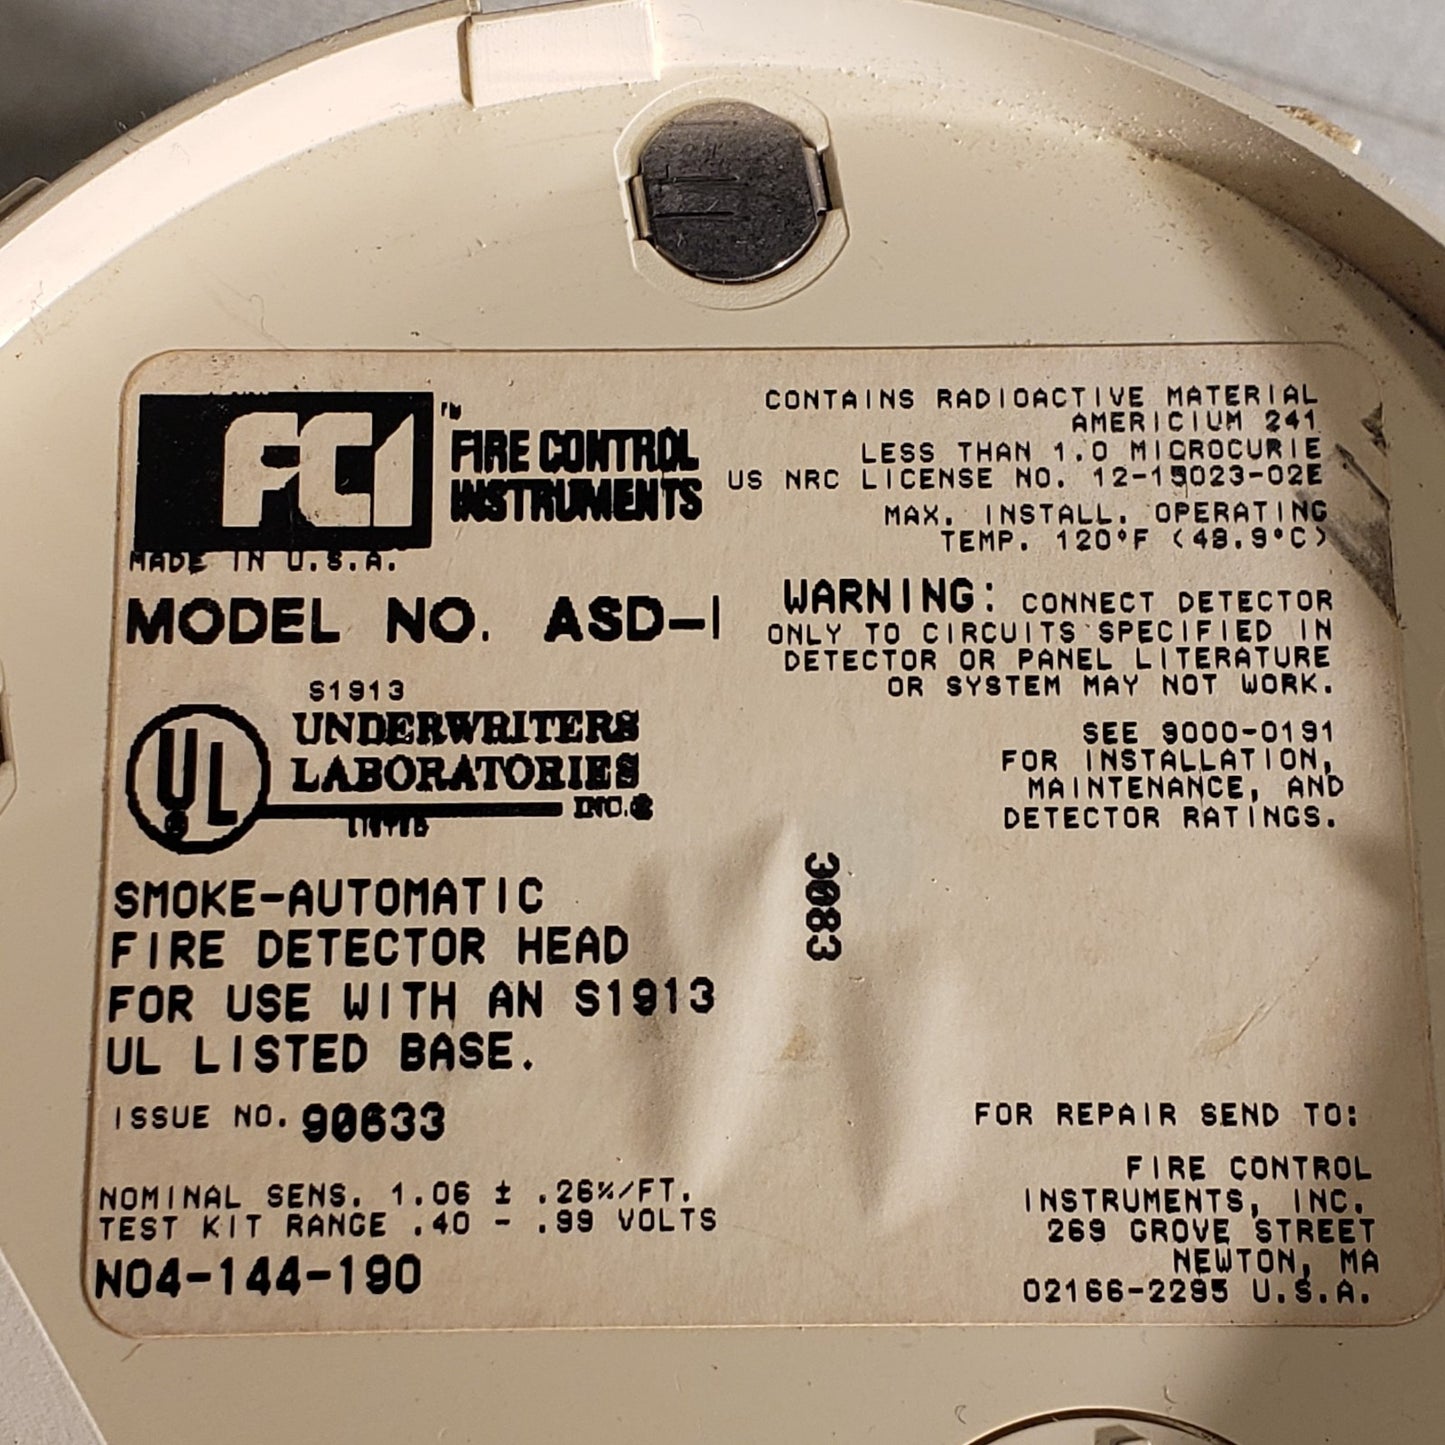 FCI™ FIRE CONTROL
INSTRUMENTS
MADE IN U.S.A.
MODEL NO. ASD-1
S1913
UL® UNDERWRITERS
LABORATORIES
INC.®
LISTED
SMOKE-AUTOMATIC
FIRE DETECTOR HEAD
FOR USE WITH AN S1913
UL LISTED BASE.
ISSUE NO. 90633
NOMINAL SENS. 1.06 ± .26%/FT.
TEST KIT RANGE .40 - .99 VOLTS
N04-144-190
CONTAINS RADIOACTIVE MATERIAL
AMERICIUM 241
LESS THAN 1.0 MICROCURIE
US NRC LICENSE NO. 12-15023-02E
MAX. INSTALL. OPERATING
TEMP. 120°F (48.9°C)
WARNING: CONNECT DETECTOR
ONLY TO CIRCUITS SPECIFIED IN
DETECTOR OR PANEL LITERATURE
OR SYSTEM MAY NOT WORK.
SEE 9000-0191
FOR INSTALLATION,
MAINTENANCE, AND
DETECTOR RATINGS.
3083
FOR REPAIR SEND TO:
FIRE CONTROL
INSTRUMENTS, INC.
269 GROVE STREET
NEWTON, MA
02166-2295 U.S.A.